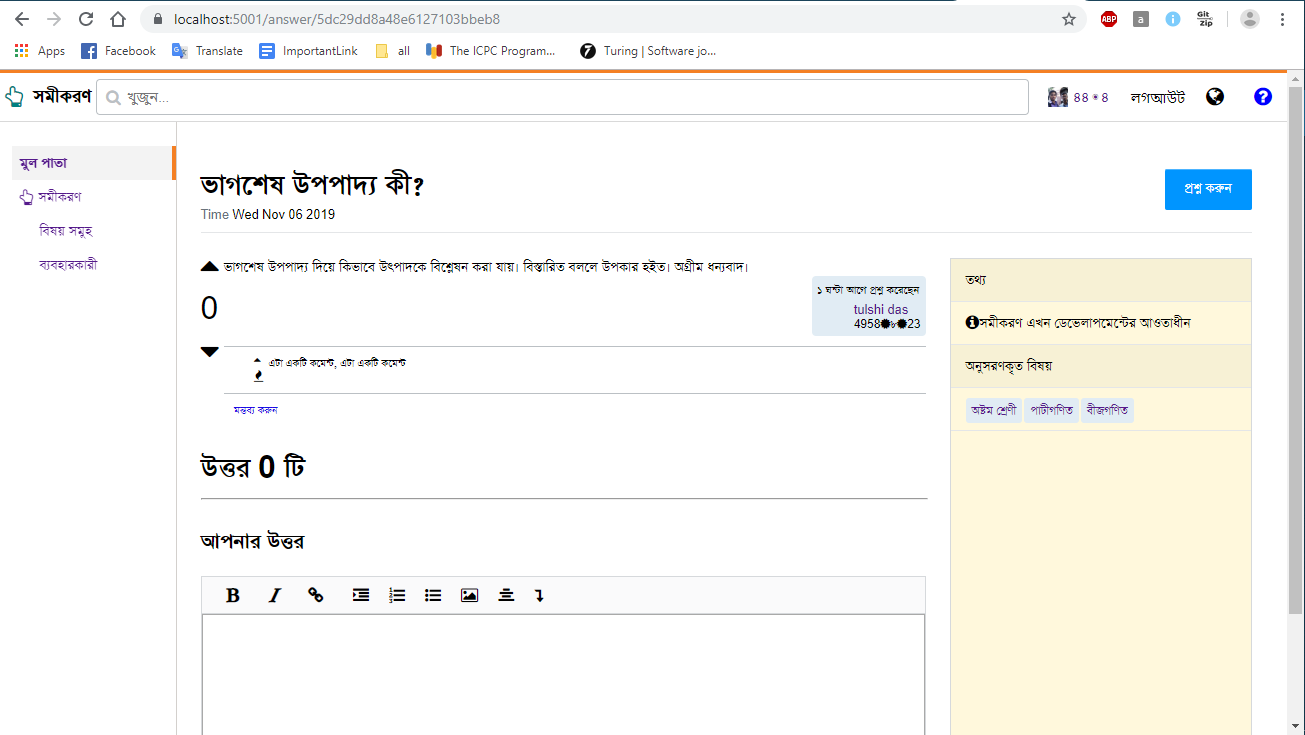 localhost:5001/answer/5dc29dd8a48e6127103bbeb8
ABP a i Git Zip
Apps Facebook Translate ImportantLink all The ICPC Program... Turing | Software jo...
সমীকরণ খুজুন... 88 * 8 লগআউট
মুল পাতা
সমীকরণ
বিষয় সমুহ
ব্যবহারকারী
ভাগশেষ উপপাদ্য কী?
প্রশ্ন করুন
Time Wed Nov 06 2019
ভাগশেষ উপপাদ্য দিয়ে কিভাবে উৎপাদকে বিশ্লেষন করা যায়। বিস্তারিত বললে উপকার হইত। অগ্রীম ধন্যবাদ।
0
১ ঘন্টা আগে প্রশ্ন করেছেন
tulshi das
4958●৮●23
এটা একটি কমেন্ট, এটা একটি কমেন্ট
মন্তব্য করুন
উত্তর 0 টি
আপনার উত্তর
B I
তথ্য
সমীকরণ এখন ডেভেলাপমেন্টের আওতাধীন
অনুসরণকৃত বিষয়
অষ্টম শ্রেণী পাটীগণিত বীজগণিত